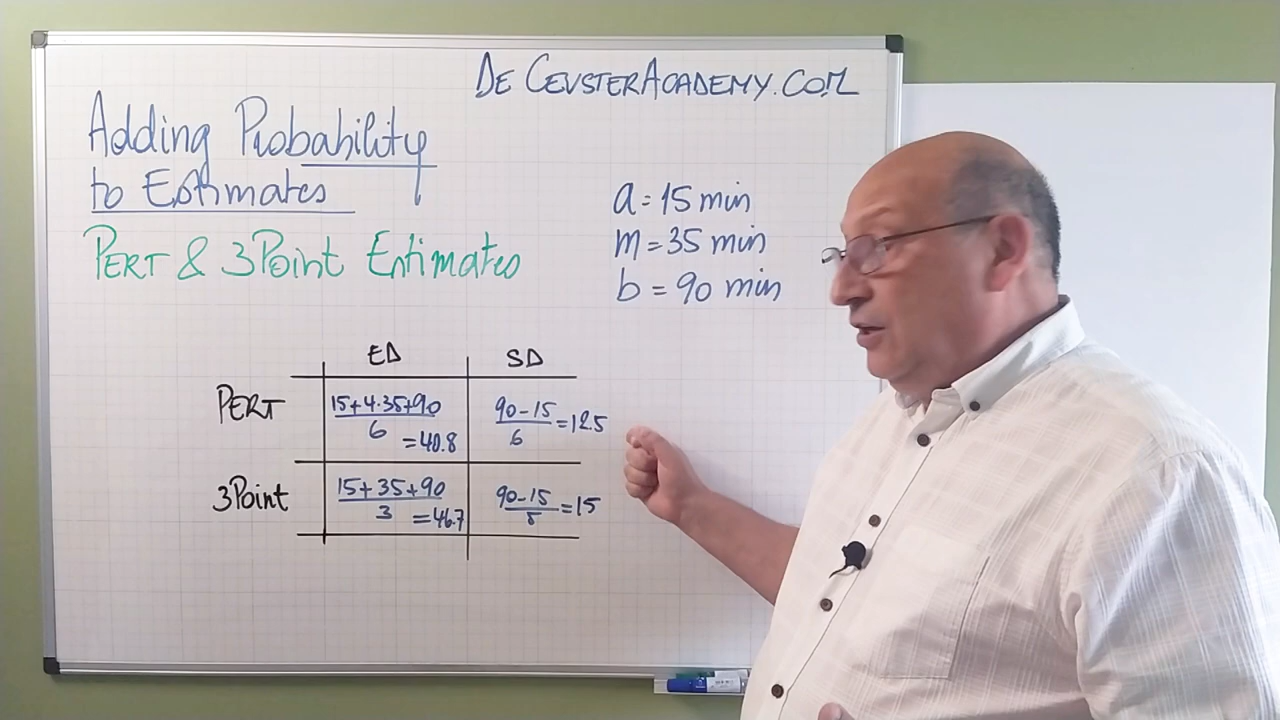 DE CEVSTERACADEMY.COM
Adding Probability
to Estimates
PERT & 3Point Estimates
a = 15 min
m = 35 min
b = 90 min
ED SD
PERT 15+4.35+90 / 6 = 40.8 90-15 / 6 = 12.5
3Point 15+35+90 / 3 = 46.7 90-15 / 5 = 15